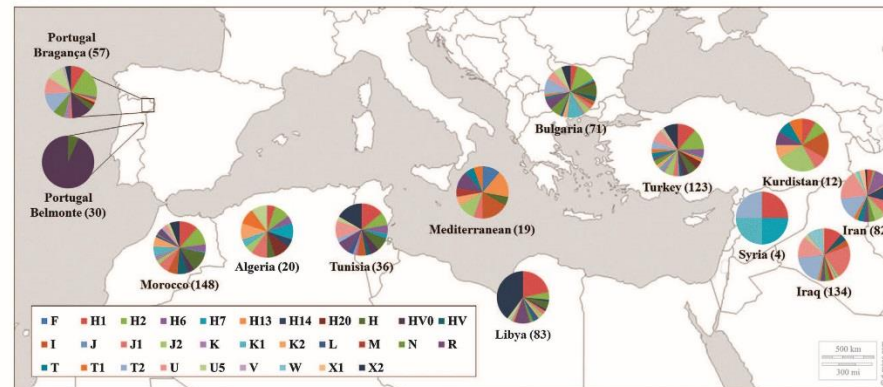 Portugal
Bragança (57)
Portugal
Belmonte (30)
Morocco (148)
Algeria (20)
Tunisia (36)
Mediterranean (19)
Libya (83)
Bulgaria (71)
Turkey (123)
Kurdistan (12)
Syria (4)
Iraq (134)
Iran (82
F H1 H2 H6 H7 H13 H14 H20 H HV0 HV
I J J1 J2 K K1 K2 L M N R
T T1 T2 U U5 V W X1 X2
500 km
300 mi